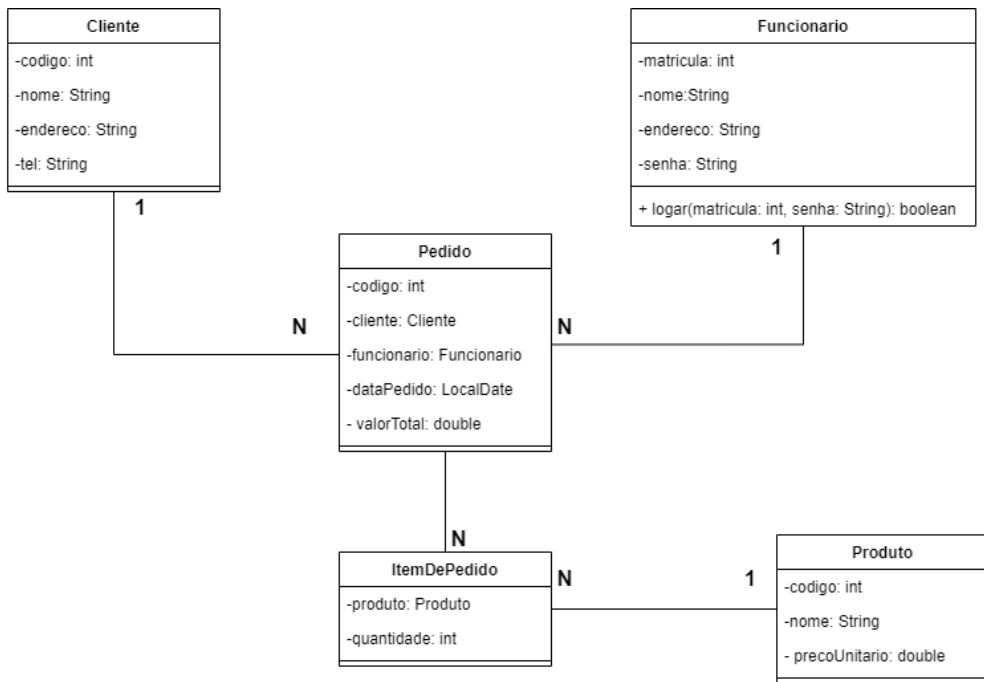 Cliente
-codigo: int
-nome: String
-endereco: String
-tel: String
Funcionario
-matricula: int
-nome:String
-endereco: String
-senha: String
+ logar(matricula: int, senha: String): boolean
1
1
Pedido
-codigo: int
-cliente: Cliente
-funcionario: Funcionario
-dataPedido: LocalDate
- valorTotal: double
N
N
N
ItemDePedido
-produto: Produto
-quantidade: int
N
1
Produto
-codigo: int
-nome: String
- precoUnitario: double